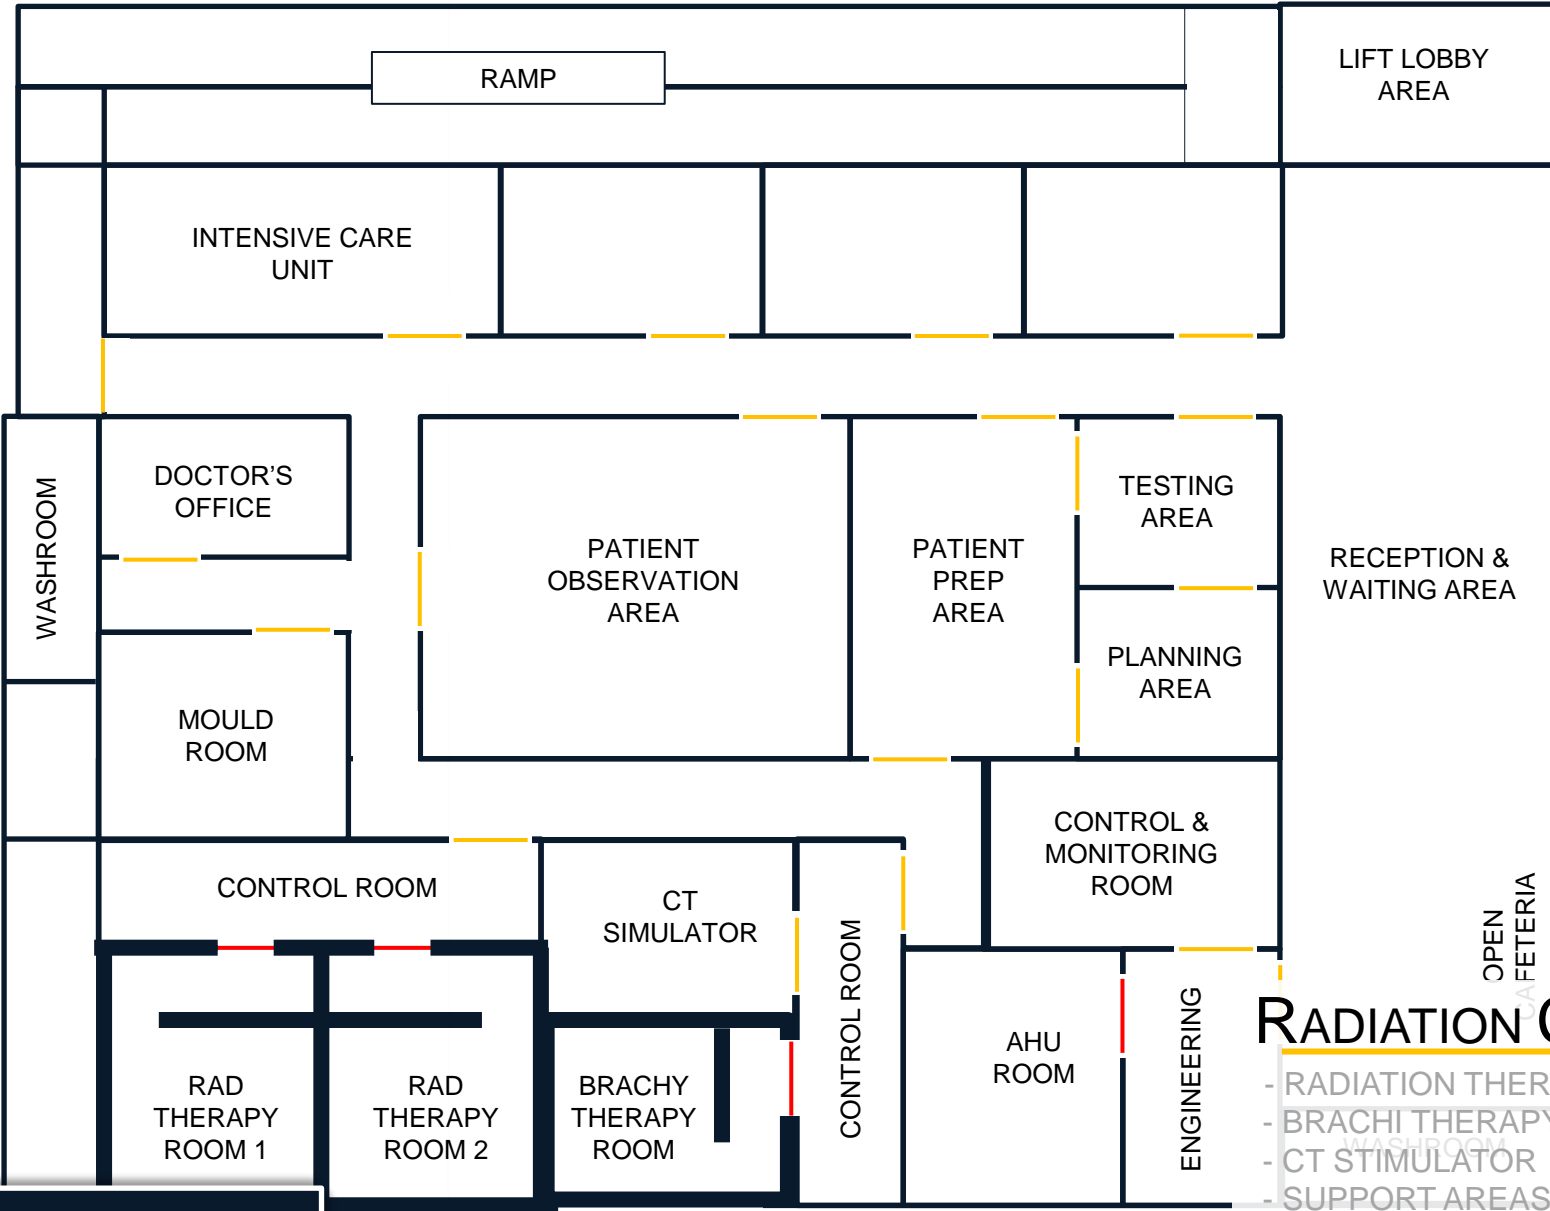 RAMP
LIFT LOBBY
AREA
INTENSIVE CARE
UNIT
WASHROOM
DOCTOR’S
OFFICE
PATIENT
OBSERVATION
AREA
PATIENT
PREP
AREA
TESTING
AREA
RECEPTION &
WAITING AREA
PLANNING
AREA
MOULD
ROOM
CONTROL &
MONITORING
ROOM
CONTROL ROOM
CT
SIMULATOR
CONTROL ROOM
OPEN
CAFETERIA
AHU
ROOM
ENGINEERING
RAD
THERAPY
ROOM 1
RAD
THERAPY
ROOM 2
BRACHY
THERAPY
ROOM
RADIATION
- RADIATION THER
- BRACHI THERAPY
WASHROOM
- CT STIMULATOR
- SUPPORT AREAS